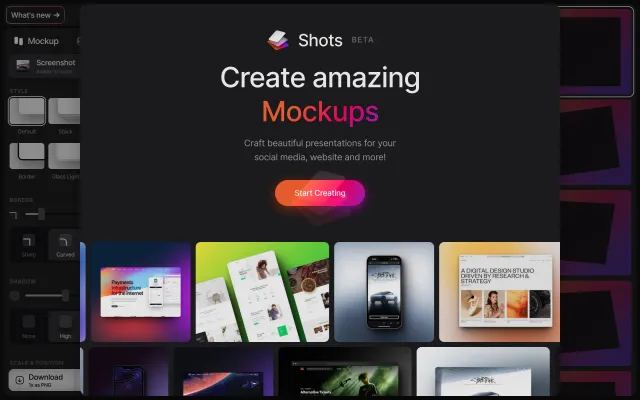 What's new →
Mockup
Screenshot
STYLE
Default
Stack
Border
Glass Light
BORDER
Sharp
Curved
SHADOW
None
High
SCALE & POSITION
Download
1x as PNG
Shots BETA
Create amazing
Mockups
Craft beautiful presentations for your
social media, website and more!
Start Creating
Payments
infrastructure
for the internet
A DIGITAL DESIGN STUDIO
DRIVEN BY RESEARCH &
STRATEGY
Alternative Tickets